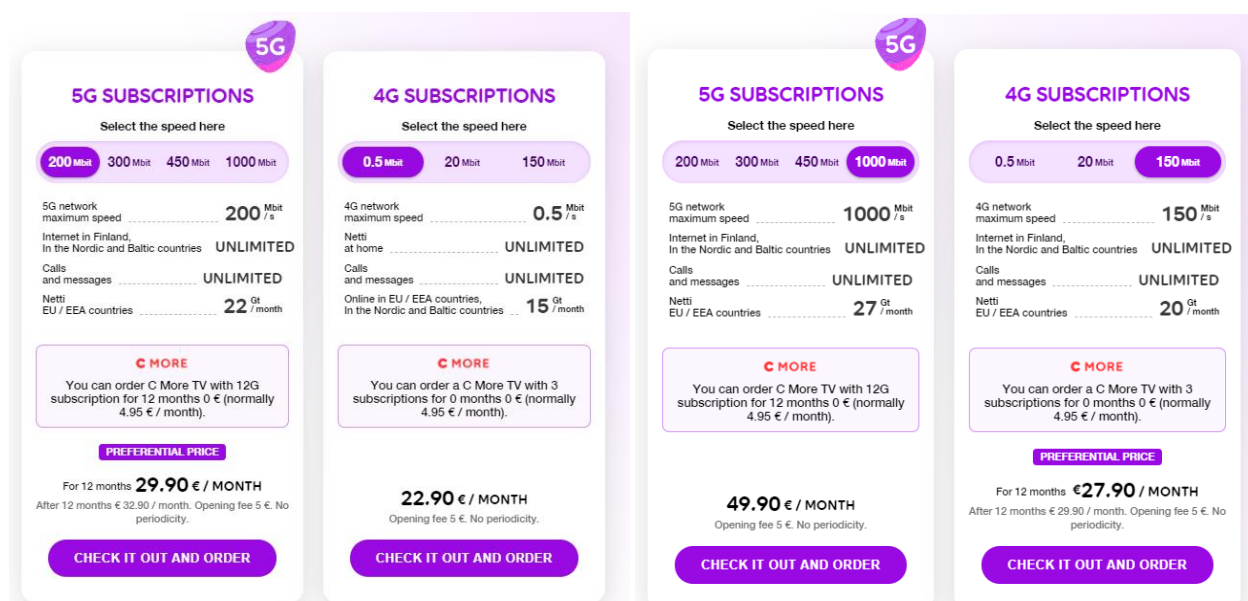 5G
5G SUBSCRIPTIONS
Select the speed here
200 Mbit 300 Mbit 450 Mbit 1000 Mbit
5G network
maximum speed 200 Mbit / s
Internet in Finland,
In the Nordic and Baltic countries UNLIMITED
Calls
and messages UNLIMITED
Netti
EU / EEA countries 22 Gt / month
C MORE
You can order C More TV with 12G
subscription for 12 months 0 € (normally
4.95 € / month).
PREFERENTIAL PRICE
For 12 months 29.90 € / MONTH
After 12 months € 32.90 / month. Opening fee 5 €. No
periodicity.
CHECK IT OUT AND ORDER
4G SUBSCRIPTIONS
Select the speed here
0.5 Mbit 20 Mbit 150 Mbit
4G network
maximum speed 0.5 Mbit / s
Netti
at home UNLIMITED
Calls
and messages UNLIMITED
Online in EU / EEA countries,
In the Nordic and Baltic countries 15 Gt / month
C MORE
You can order a C More TV with 3
subscriptions for 0 months 0 € (normally
4.95 € / month).
22.90 € / MONTH
Opening fee 5 €. No periodicity.
CHECK IT OUT AND ORDER
5G
5G SUBSCRIPTIONS
Select the speed here
200 Mbit 300 Mbit 450 Mbit 1000 Mbit
5G network
maximum speed 1000 Mbit / s
Internet in Finland,
In the Nordic and Baltic countries UNLIMITED
Calls
and messages UNLIMITED
Netti
EU / EEA countries 27 Gt / month
C MORE
You can order C More TV with 12G
subscription for 12 months 0 € (normally
4.95 € / month).
49.90 € / MONTH
Opening fee 5 €. No periodicity.
CHECK IT OUT AND ORDER
4G SUBSCRIPTIONS
Select the speed here
0.5 Mbit 20 Mbit 150 Mbit
4G network
maximum speed 150 Mbit / s
Internet in Finland,
In the Nordic and Baltic countries UNLIMITED
Calls
and messages UNLIMITED
Netti
EU / EEA countries 20 Gt / month
C MORE
You can order a C More TV with 3
subscriptions for 0 months 0 € (normally
4.95 € / month).
PREFERENTIAL PRICE
For 12 months €27.90 / MONTH
After 12 months € 29.90 / month. Opening fee 5 €. No
periodicity.
CHECK IT OUT AND ORDER